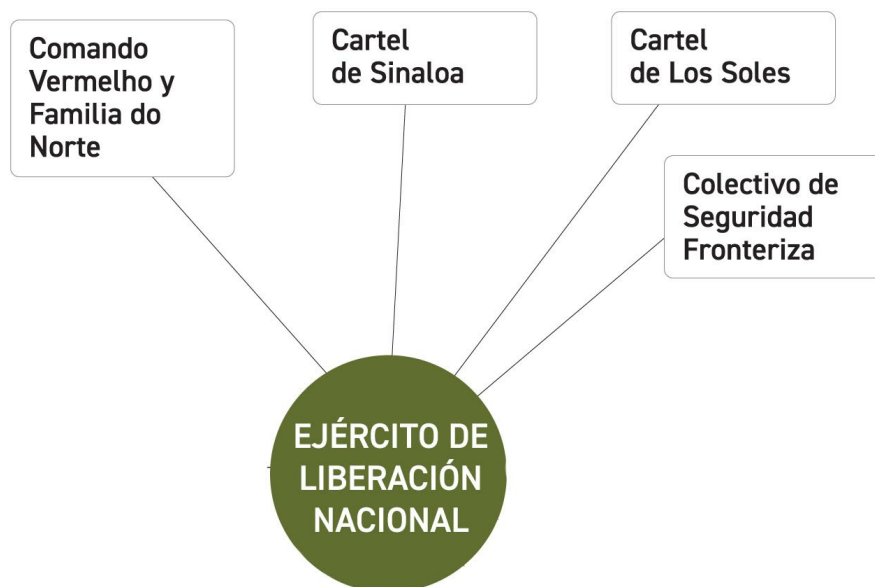 Comando
Vermelho y
Familia do
Norte
Cartel
de Sinaloa
Cartel
de Los Soles
Colectivo de
Seguridad
Fronteriza
EJÉRCITO DE
LIBERACIÓN
NACIONAL